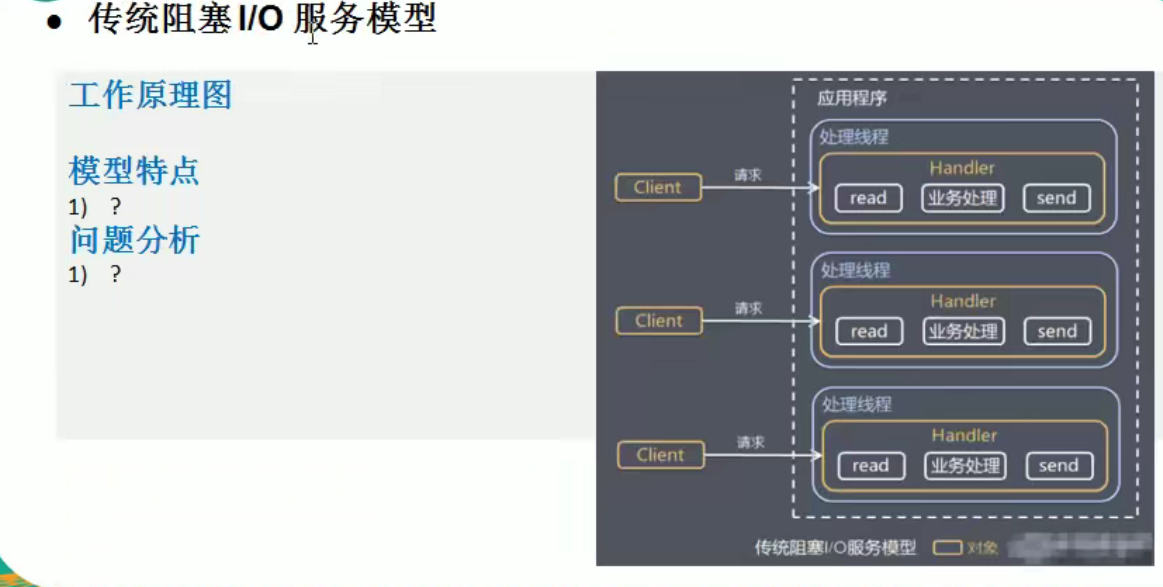 ● 传统阻塞I/O 服务模型
工作原理图
模型特点
1) ？
问题分析
1) ？
应用程序
处理线程
Handler
Client
请求
read
业务处理
send
处理线程
Handler
Client
请求
read
业务处理
send
处理线程
Handler
Client
请求
read
业务处理
send
传统阻塞I/O服务模型
对象